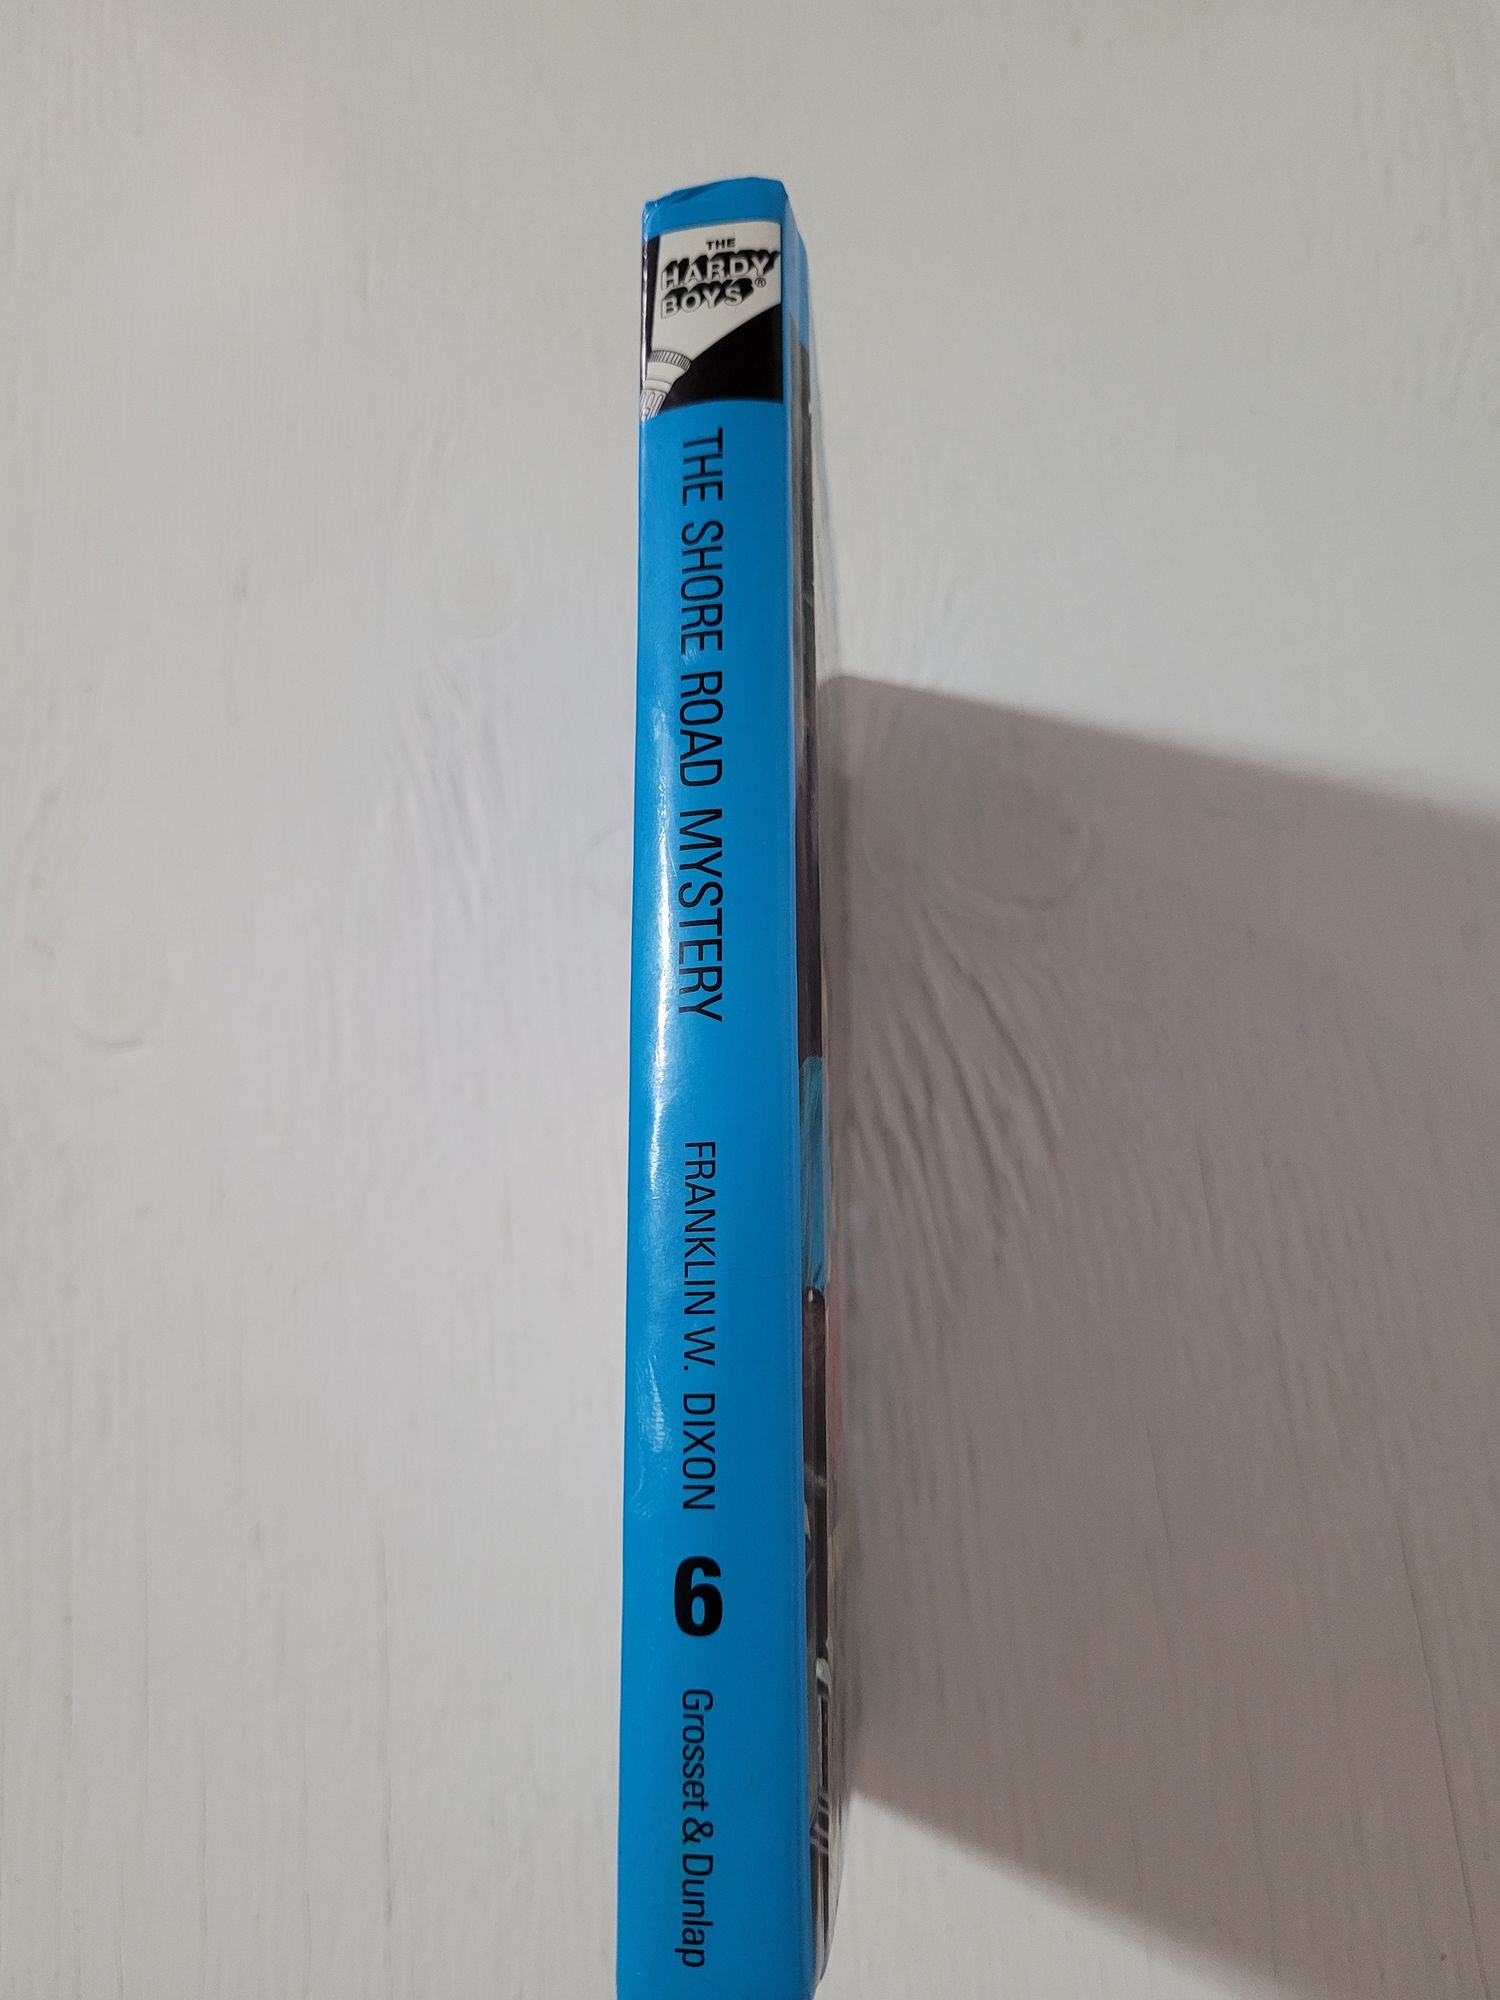 THE
HARDY
BOYS®
THE SHORE ROAD MYSTERY
FRANKLIN W. DIXON
6
Grosset & Dunlap